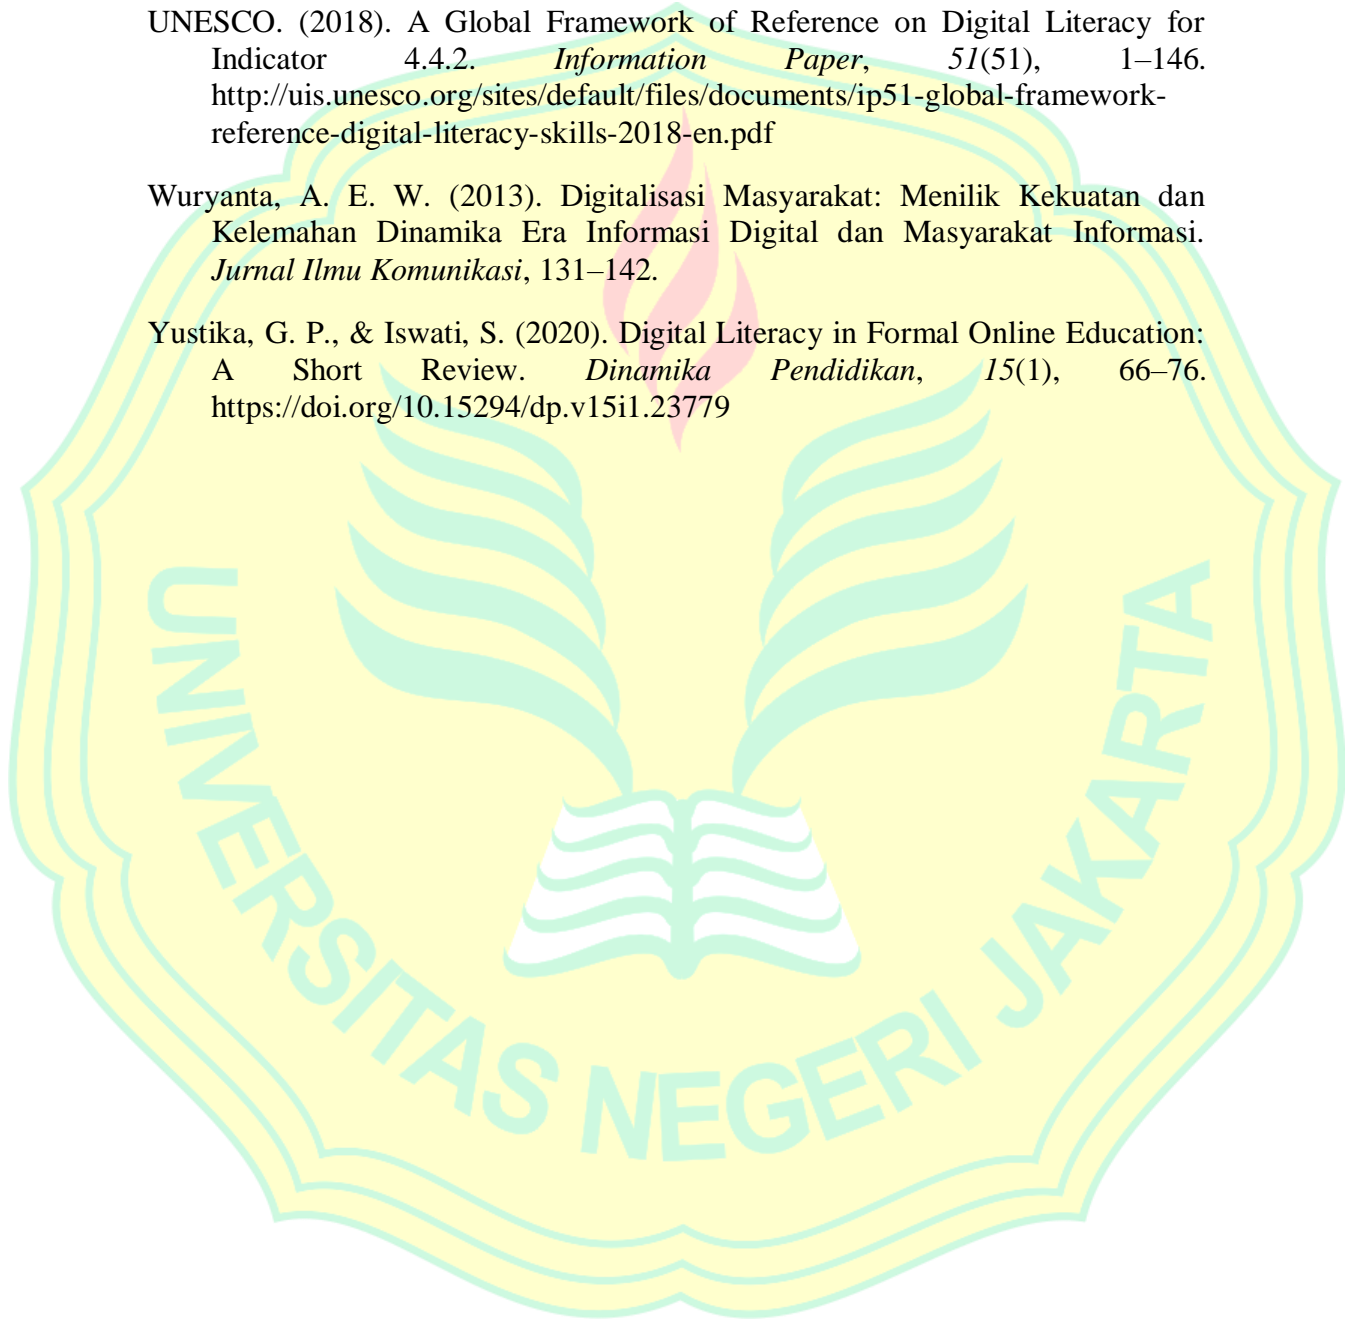 UNESCO. (2018). A Global Framework of Reference on Digital Literacy for
Indicator 4.4.2. Information Paper, 51(51), 1–146.
http://uis.unesco.org/sites/default/files/documents/ip51-global-framework-
reference-digital-literacy-skills-2018-en.pdf
Wuryanta, A. E. W. (2013). Digitalisasi Masyarakat: Menilik Kekuatan dan
Kelemahan Dinamika Era Informasi Digital dan Masyarakat Informasi.
Jurnal Ilmu Komunikasi, 131–142.
Yustika, G. P., & Iswati, S. (2020). Digital Literacy in Formal Online Education:
A Short Review. Dinamika Pendidikan, 15(1), 66–76.
https://doi.org/10.15294/dp.v15i1.23779
UNIVERSITAS NEGERI JAKARTA